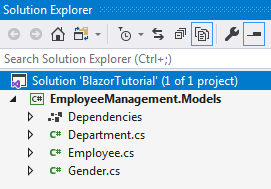 Solution Explorer
Search Solution Explorer (Ctrl+;)
Solution 'BlazorTutorial' (1 of 1 project)
C# EmployeeManagement.Models
Dependencies
C# Department.cs
C# Employee.cs
C# Gender.cs